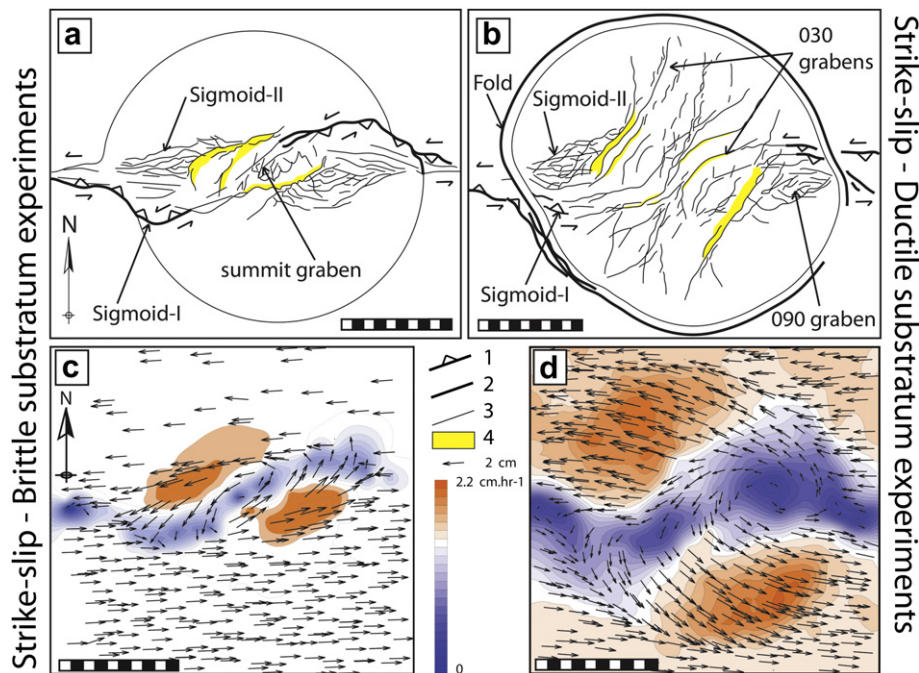 Strike-slip - Brittle substratum experiments
a
Sigmoid-II
N
Sigmoid-I
summit graben
b
030
grabens
Fold
Sigmoid-II
Sigmoid-I
090 graben
Strike-slip - Ductile substratum experiments
c
N
1
2
3
4
2 cm
2.2 cm.hr-1
0
d